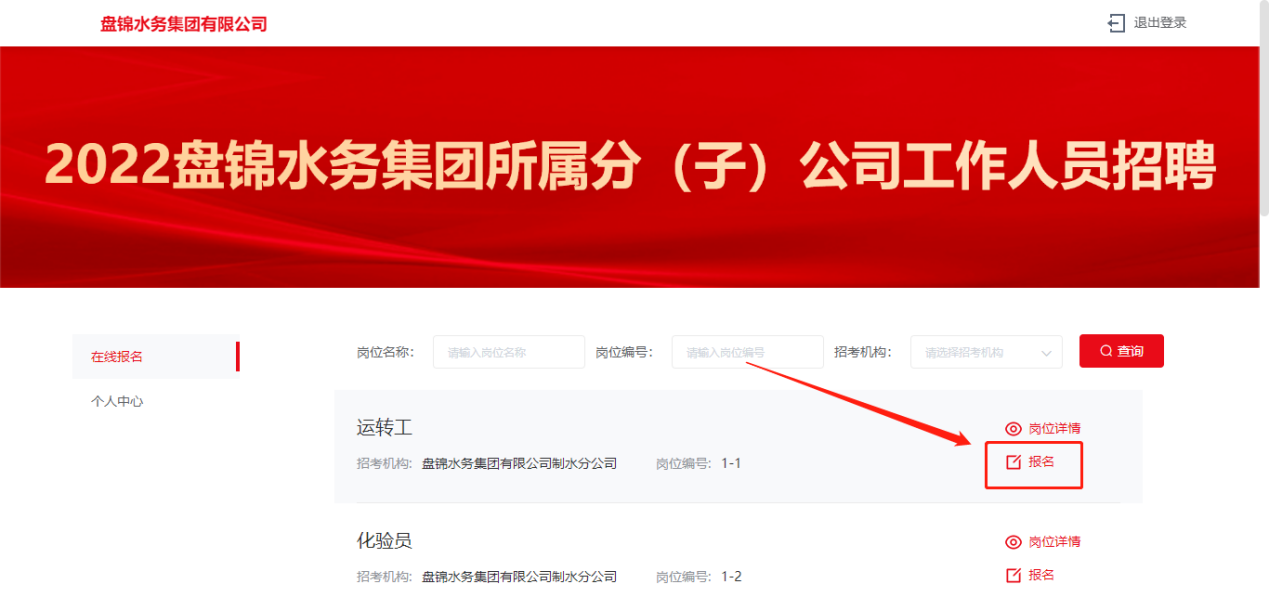 盘锦水务集团有限公司 退出登录
2022盘锦水务集团所属分（子）公司工作人员招聘
在线报名
个人中心
岗位名称： 请输入岗位名称 岗位编号： 请输入岗位编号 招考机构： 请选择招考机构 查询
运转工 岗位详情
招考机构: 盘锦水务集团有限公司制水分公司 岗位编号: 1-1 报名
化验员 岗位详情
招考机构: 盘锦水务集团有限公司制水分公司 岗位编号: 1-2 报名